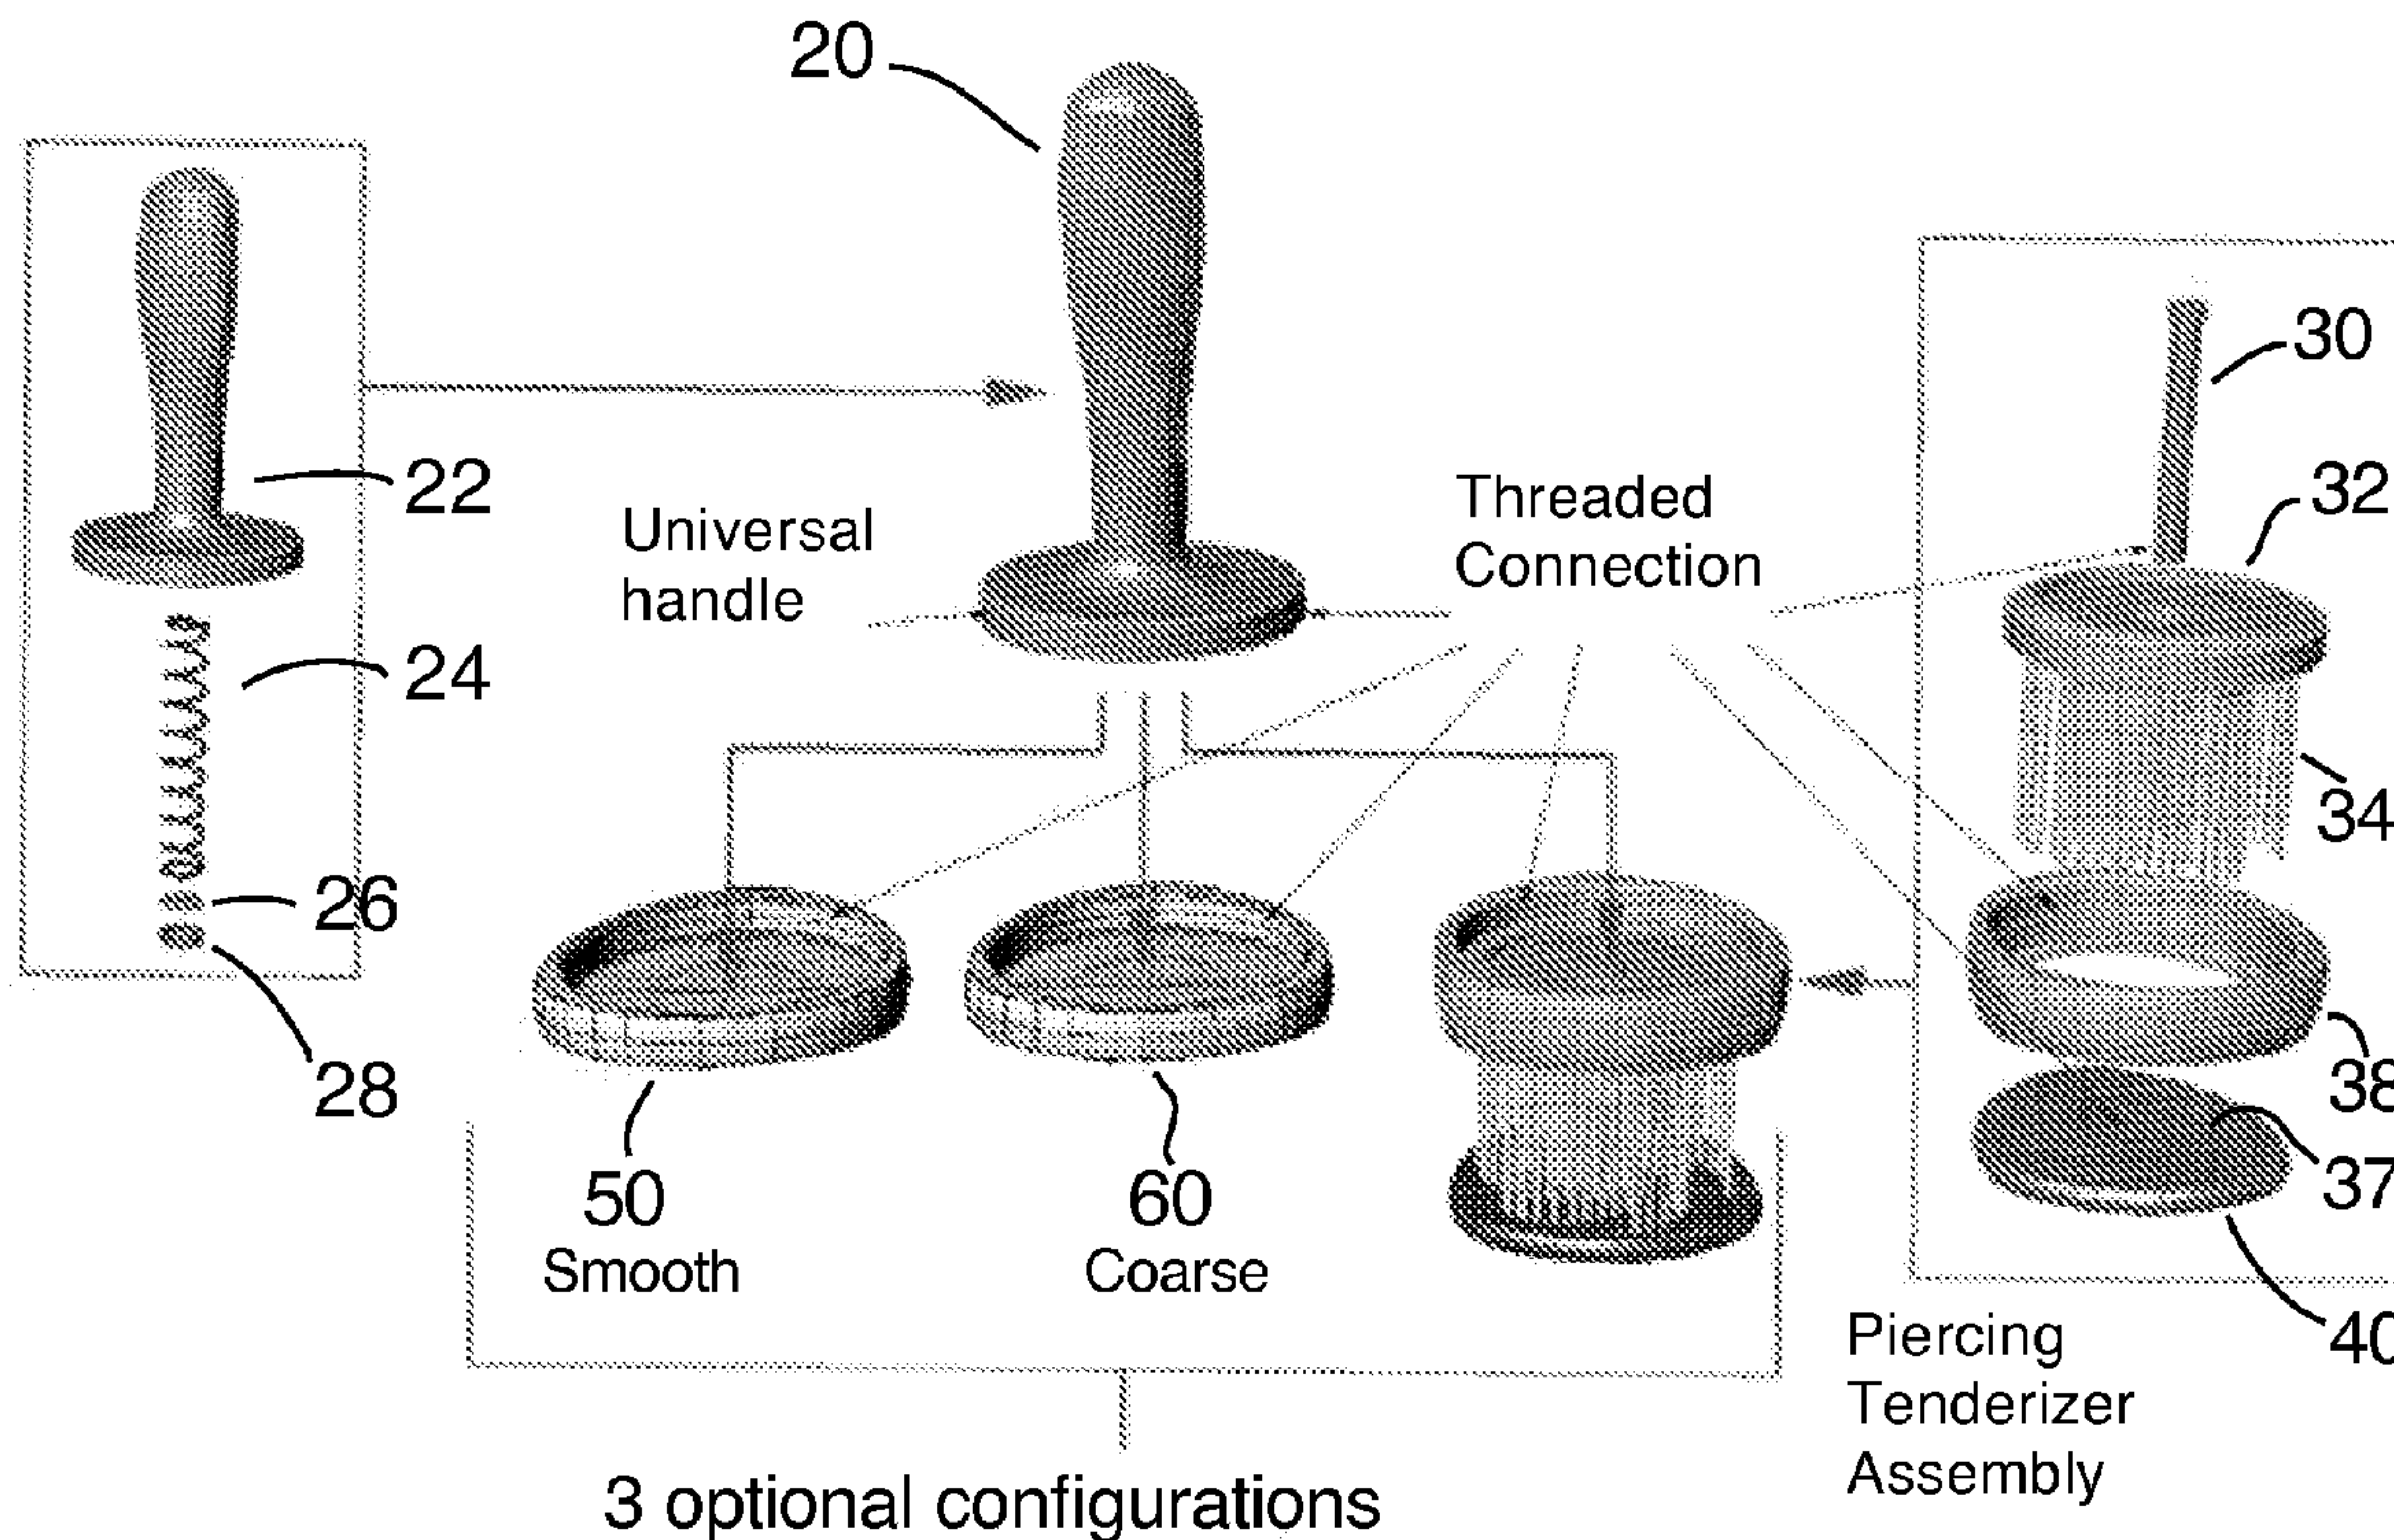 20
30
32
22
Universal
handle
Threaded
Connection
24
34
26
28
38
37
50
Smooth
60
Coarse
40
Piercing
Tenderizer
Assembly
3 optional configurations